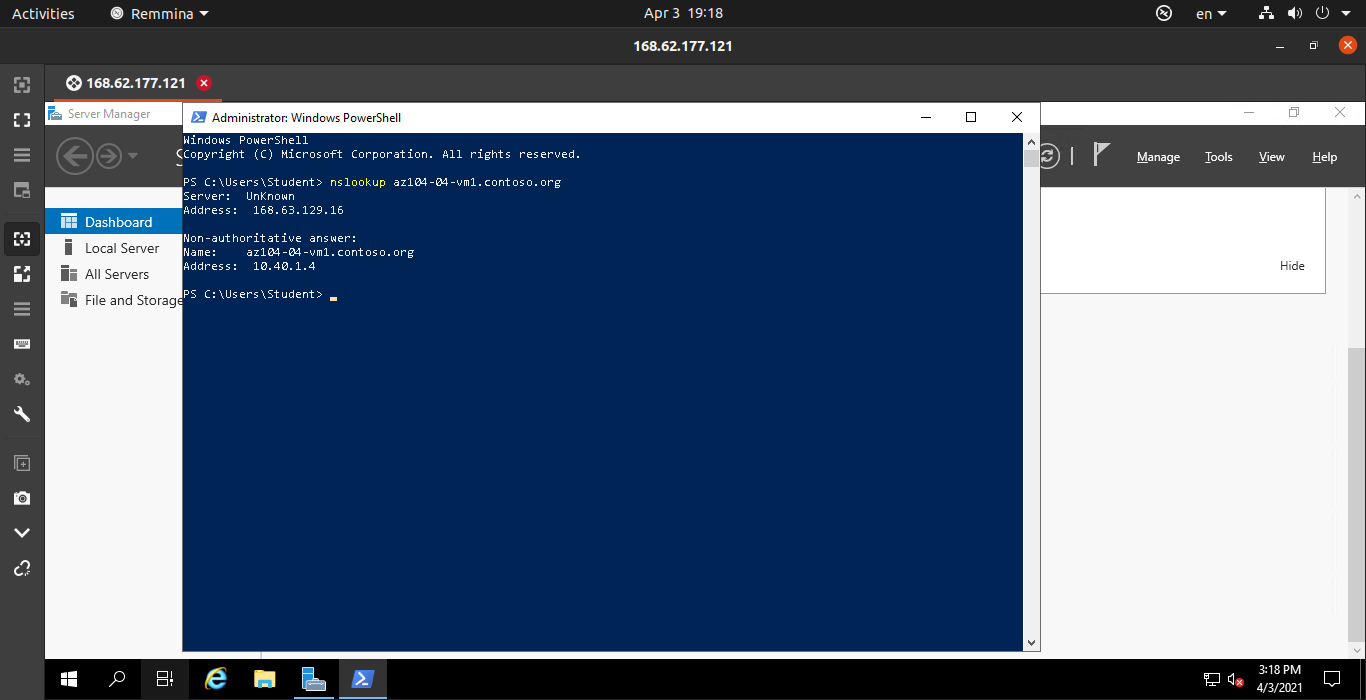 Activities
Remmina
Apr 3 19:18
en
168.62.177.121
168.62.177.121
Server Manager
Administrator: Windows PowerShell
Manage
Tools
View
Help
Dashboard
Local Server
All Servers
File and Storage
Windows PowerShell
Copyright (C) Microsoft Corporation. All rights reserved.
PS C:\Users\Student> nslookup az104-04-vm1.contoso.org
Server:  UnKnown
Address:  168.63.129.16
Non-authoritative answer:
Name:    az104-04-vm1.contoso.org
Address:  10.40.1.4
PS C:\Users\Student>
Hide
3:18 PM
4/3/2021